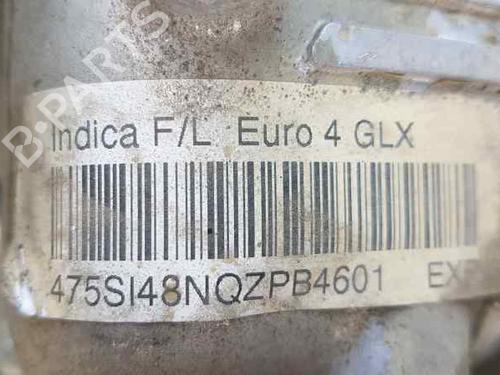 B-PARTS
Indica F/L Euro 4 GLX
475SI48NQZPB4601 EX